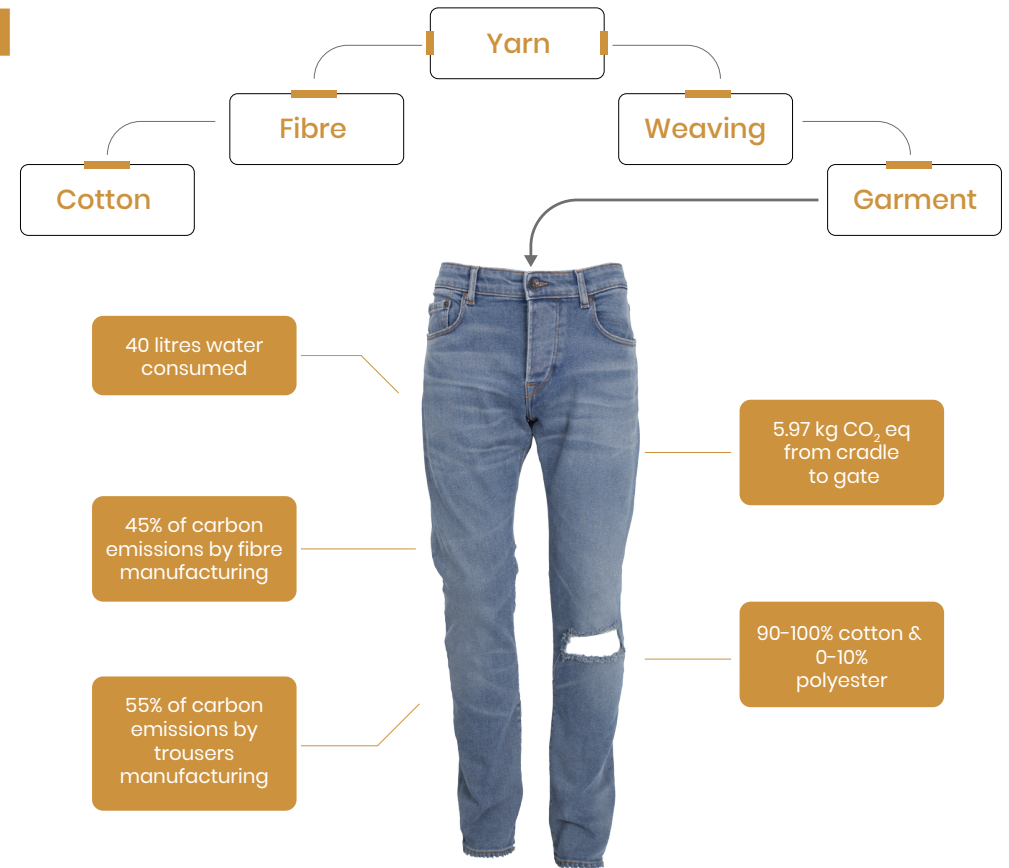 Yarn
Fibre
Weaving
Cotton
Garment
40 litres water
consumed
5.97 kg CO₂ eq
from cradle
to gate
45% of carbon
emissions by fibre
manufacturing
90-100% cotton &
0-10%
polyester
55% of carbon
emissions by
trousers
manufacturing